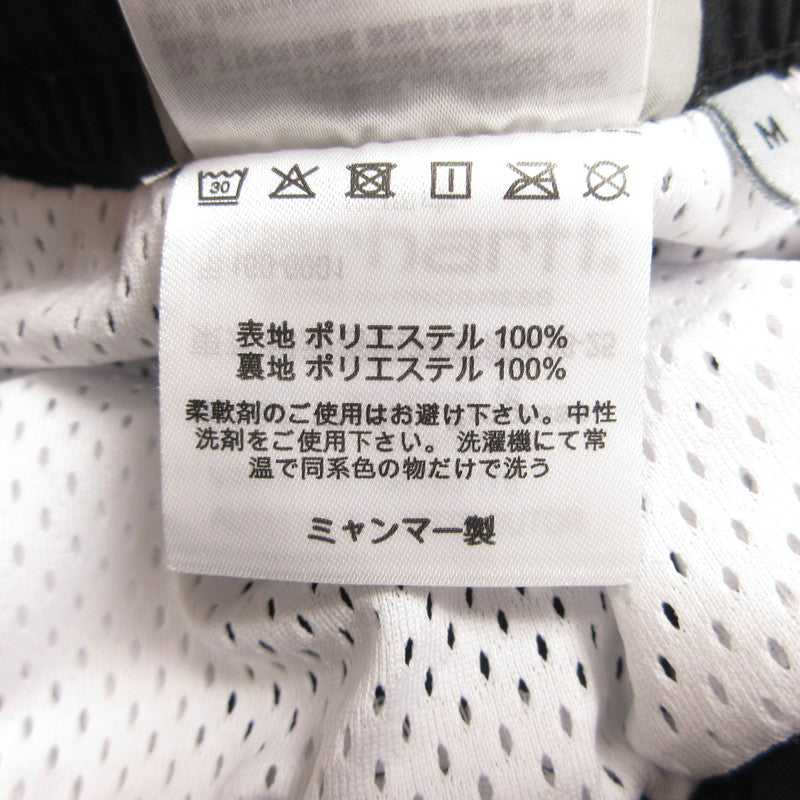 M
30
表地 ポリエステル 100%
裏地 ポリエステル 100%
柔軟剤のご使用はお避け下さい。中性
洗剤をご使用下さい。 洗濯機にて常
温で同系色の物だけで洗う
ミャンマー製